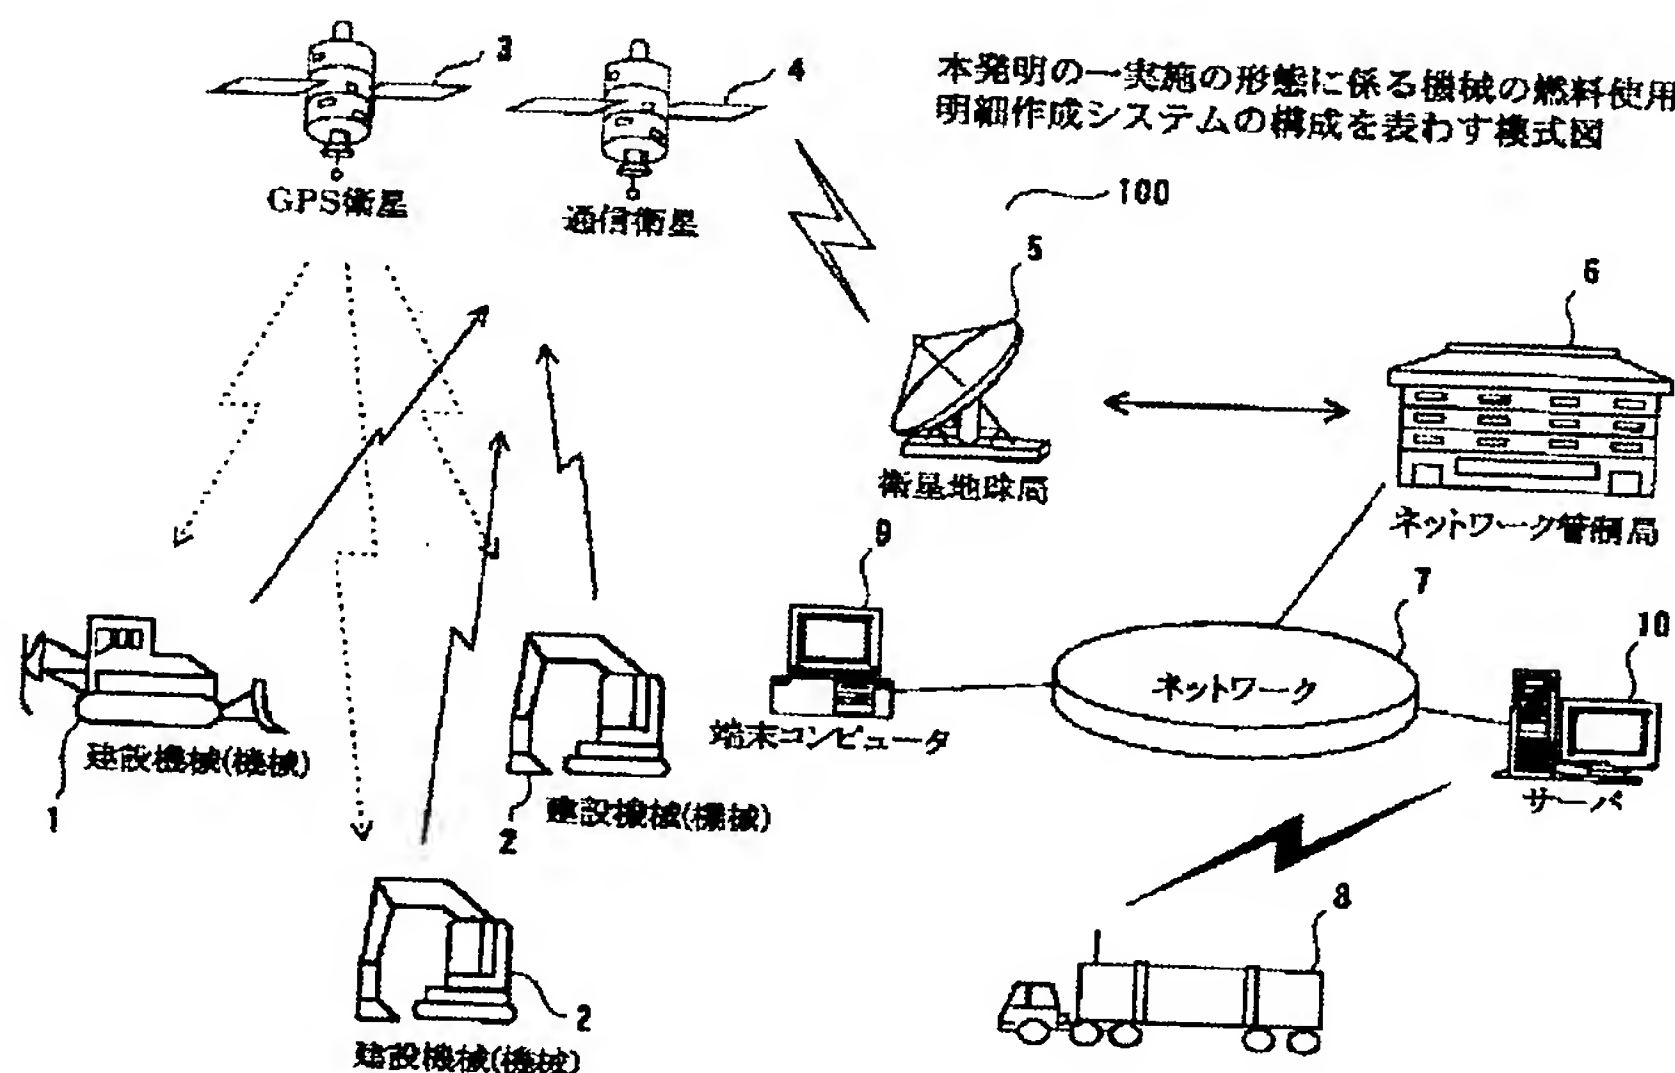 本発明の一実施の形態に係る機械の燃料使用
明細作成システムの構成を表わす模式図
3
4
GPS衛星
通信衛星
100
5
6
衛星地球局
ネットワーク管制局
9
7
10
ネットワーク
端末コンピュータ
サーバ
建設機械(機械)
1
建設機械(機械)
2
8
2
建設機械(機械)